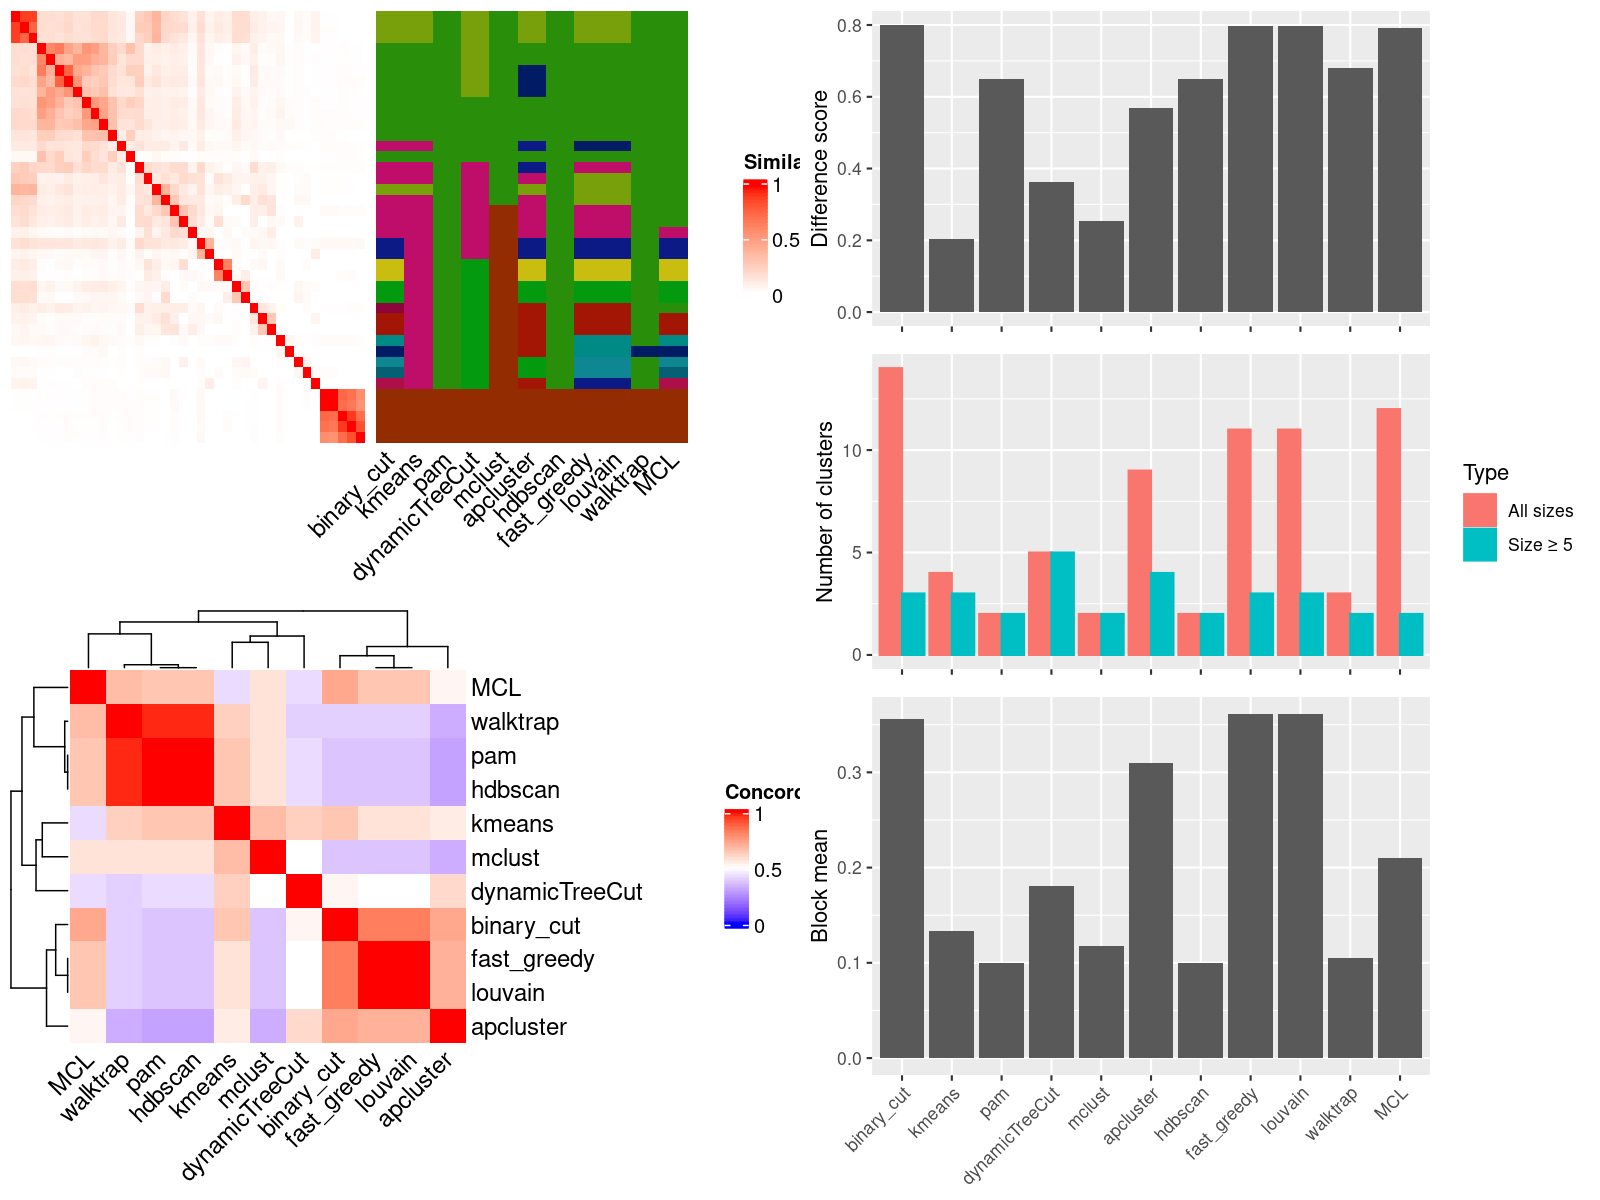 Simila
1
0.5
0
binary_cut
kmeans
pam
dynamicTreeCut
mclust
apcluster
hdbscan
fast_greedy
louvain
walktrap
MCL
MCL
walktrap
pam
hdbscan
kmeans
mclust
dynamicTreeCut
binary_cut
fast_greedy
louvain
apcluster
MCL
walktrap
pam
hdbscan
kmeans
mclust
dynamicTreeCut
binary_cut
fast_greedy
louvain
apcluster
Concord
1
0.5
0
Difference score
0.8
0.6
0.4
0.2
0.0
Number of clusters
10
5
0
Block mean
0.3
0.2
0.1
0.0
binary_cut
kmeans
pam
dynamicTreeCut
mclust
apcluster
hdbscan
fast_greedy
louvain
walktrap
MCL
Type
All sizes
Size ≥ 5